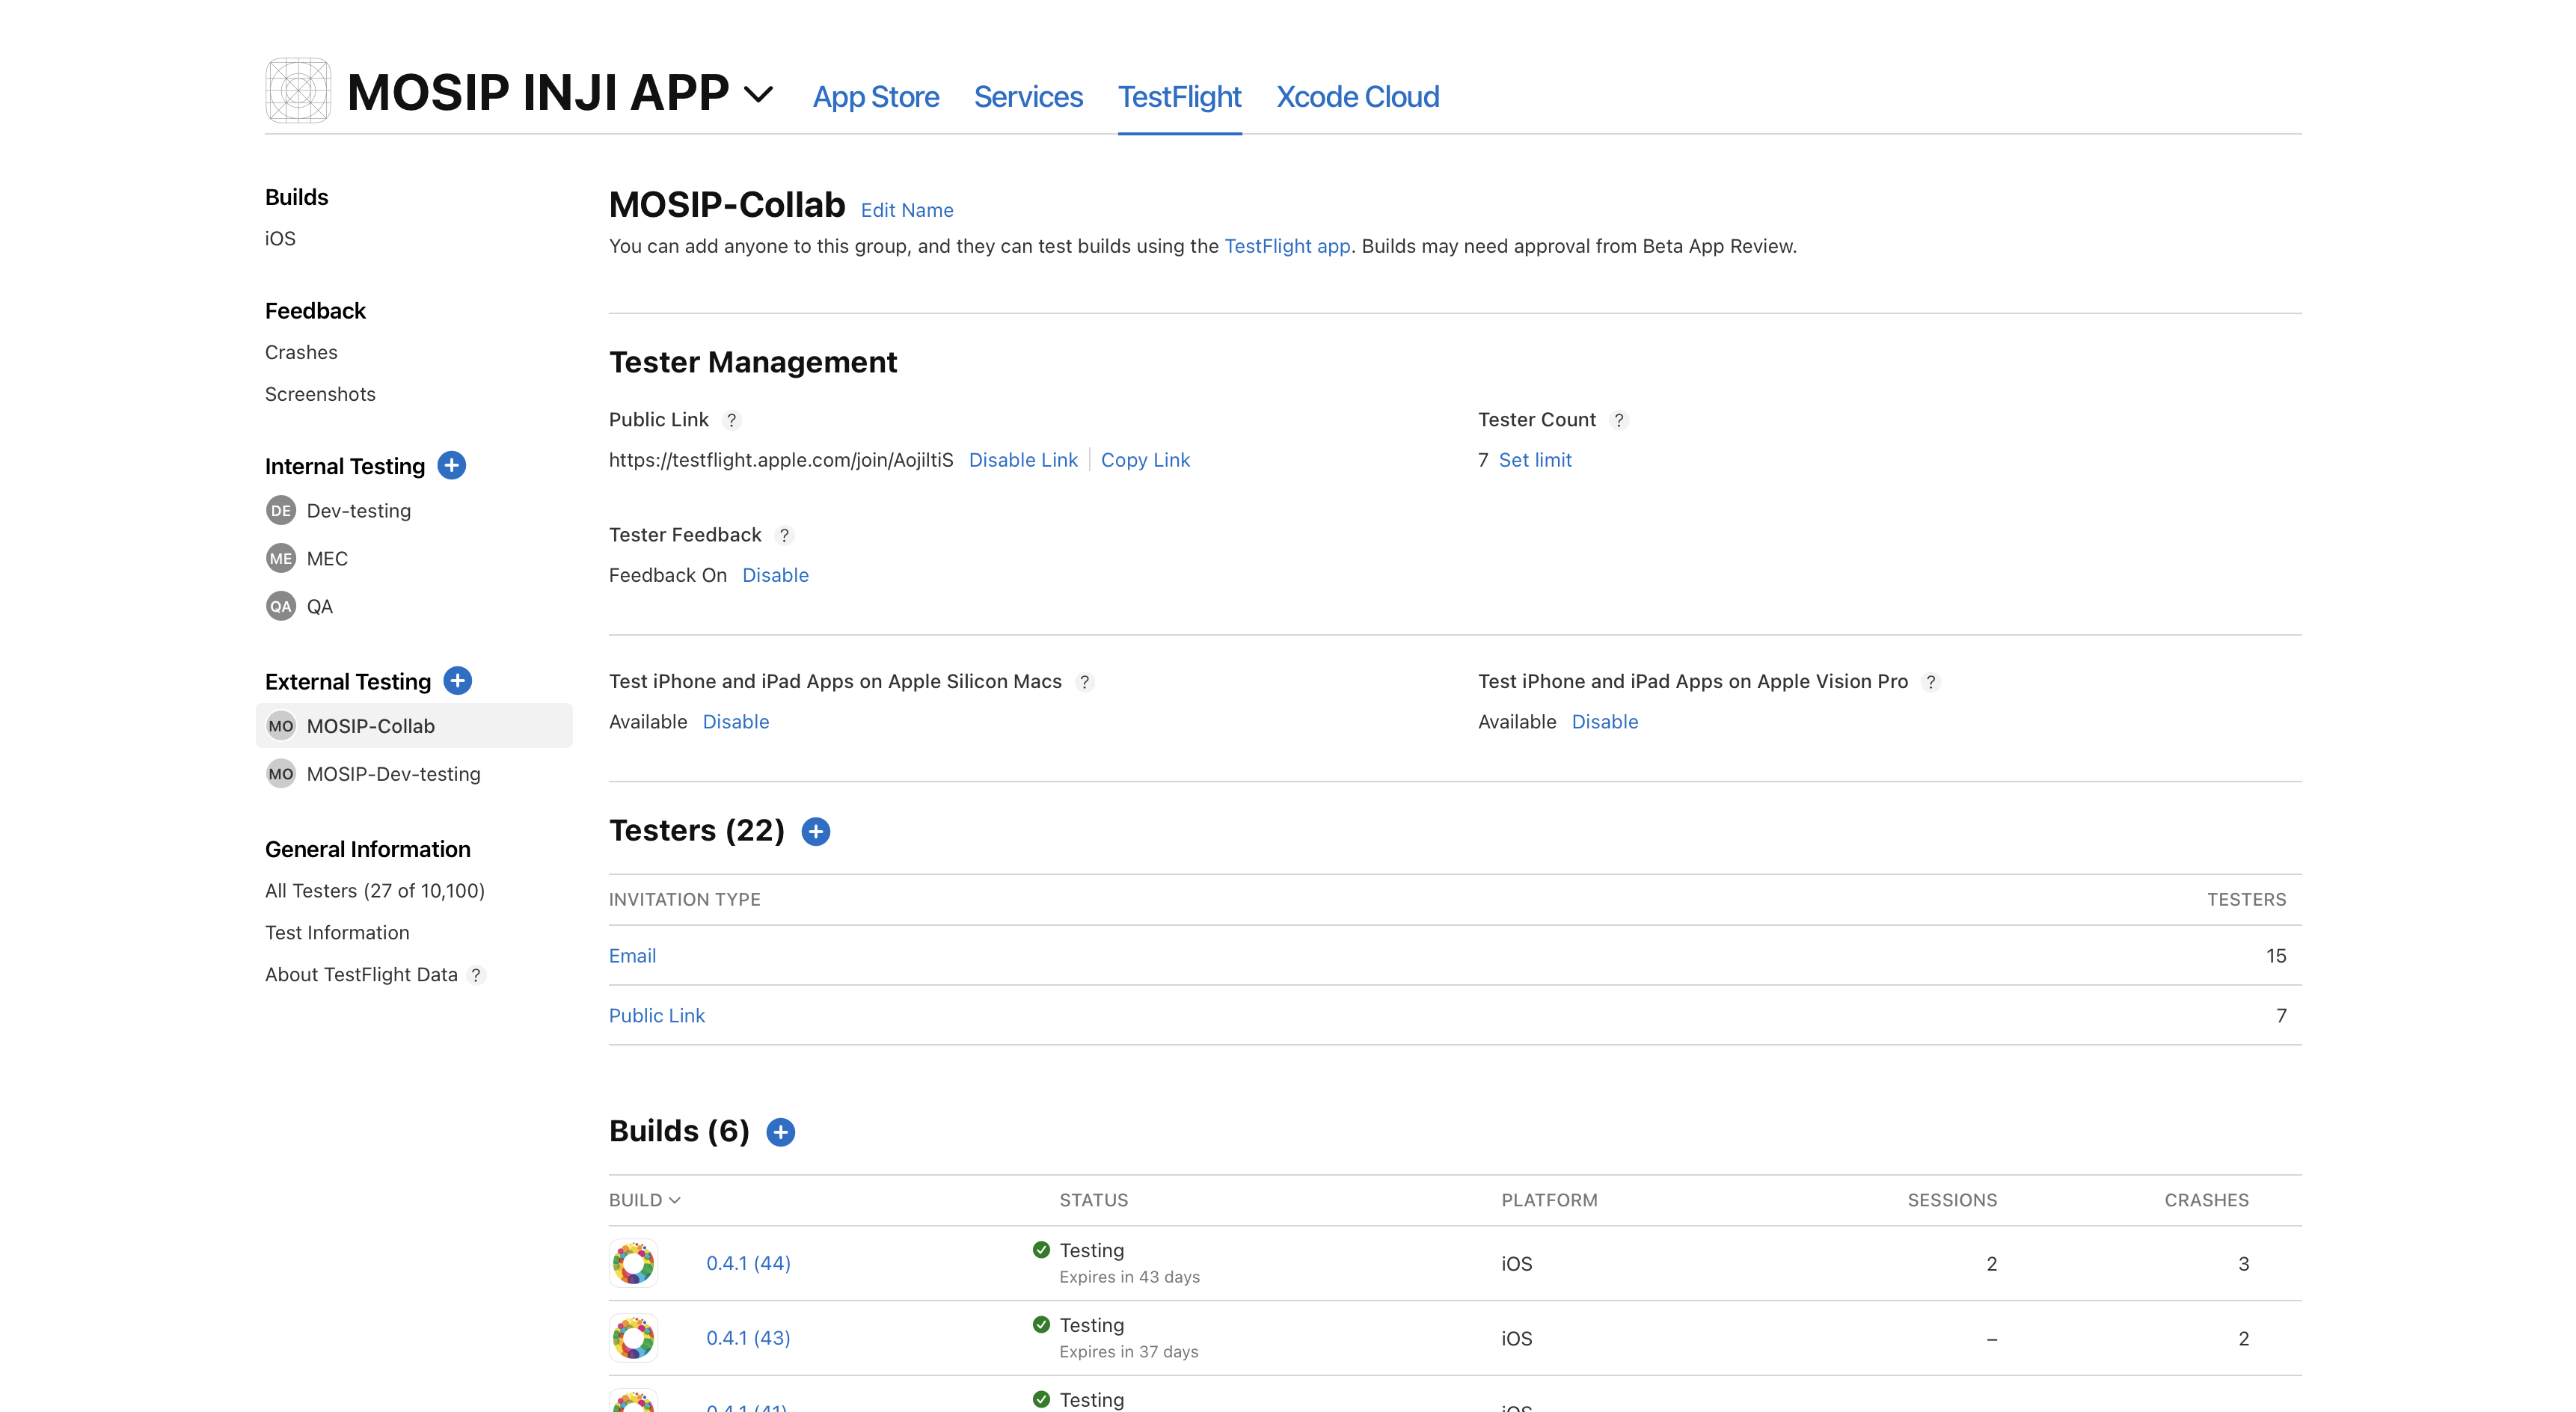 MOSIP INJI APP
App Store
Services
TestFlight
Xcode Cloud
Builds
iOS
Feedback
Crashes
Screenshots
Internal Testing
DE Dev-testing
ME MEC
QA QA
External Testing
MO MOSIP-Collab
MO MOSIP-Dev-testing
General Information
All Testers (27 of 10,100)
Test Information
About TestFlight Data ?
MOSIP-Collab Edit Name
You can add anyone to this group, and they can test builds using the TestFlight app. Builds may need approval from Beta App Review.
Tester Management
Public Link ?
https://testflight.apple.com/join/AojiltiS Disable Link Copy Link
Tester Count ?
7 Set limit
Tester Feedback ?
Feedback On Disable
Test iPhone and iPad Apps on Apple Silicon Macs ?
Available Disable
Test iPhone and iPad Apps on Apple Vision Pro ?
Available Disable
Testers (22)
INVITATION TYPE TESTERS
Email 15
Public Link 7
Builds (6)
BUILD STATUS PLATFORM SESSIONS CRASHES
0.4.1 (44) Testing iOS 2 3
Expires in 43 days
0.4.1 (43) Testing iOS – 2
Expires in 37 days
0.4.1 (41) Testing iOS